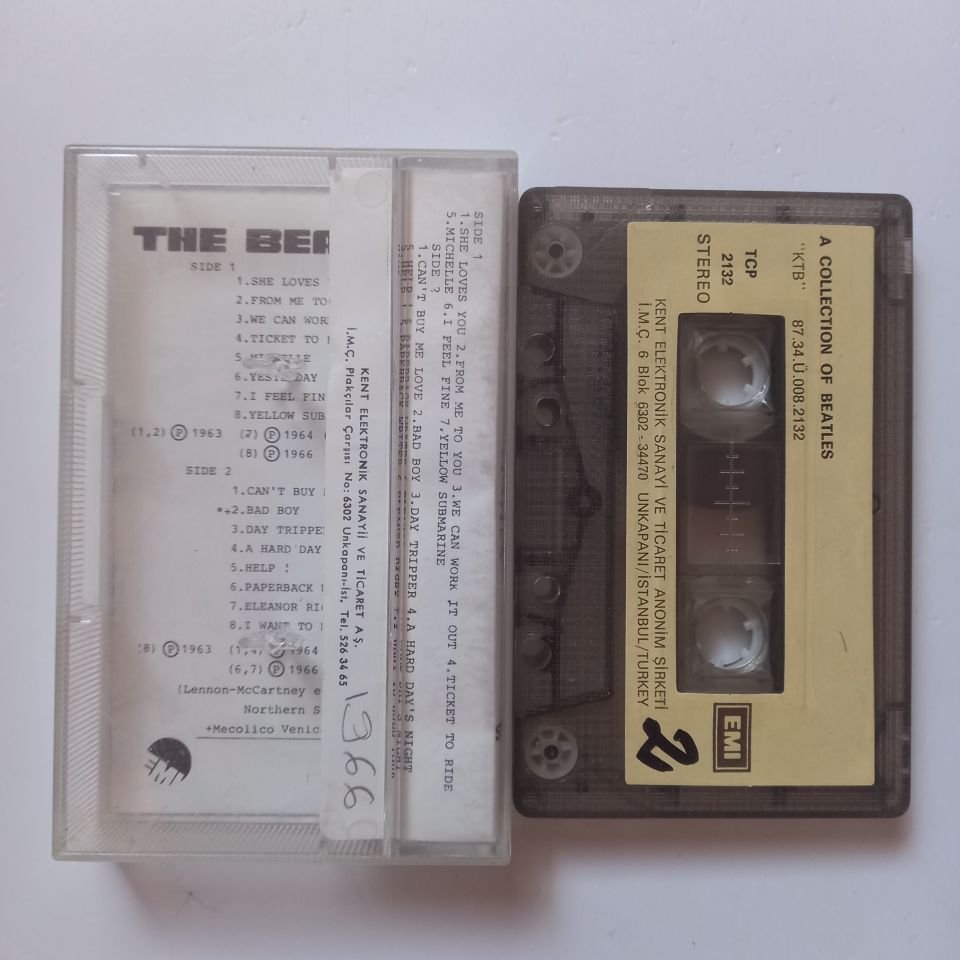 THE BEA
SIDE 1
1.SHE LOVES
2.FROM ME TO
3.WE CAN WOR
4.TICKET TO
5.MICHELLE
6.YESTE DAY
7.I FEEL FIN
8.YELLOW SUB
(1,2) Ⓟ 1963 (2) Ⓟ 1964
(8) Ⓟ 1966
SIDE 2
1.CAN'T BUY
*+2.BAD BOY
3.DAY TRIPPE
4.A HARD DAY
5.HELP !
6.PAPERBACK
7.ELEANOR RI
8.I WANT TO
(8) Ⓟ 1963 (1,4) Ⓟ 1964
(6,7) Ⓟ 1966
(Lennon-McCartney e
Northern S
+Mecolico Venic
EMI
KENT ELEKTRONİK SANAYİİ VE TİCARET A.Ş.
İ.M.Ç. Plakçılar Çarşısı No: 6302 Unkapanı-İst. Tel. 526 34 65
1966
SIDE 1
1.SHE LOVES YOU 2.FROM ME TO YOU 3.WE CAN WORK IT OUT 4.TICKET TO RIDE
5.MICHELLE 6.I FEEL FINE 7.YELLOW SUBMARINE
SIDE 2
1.CAN'T BUY ME LOVE 2.BAD BOY 3.DAY TRIPPER 4.A HARD DAY'S NIGHT
A COLLECTION OF BEATLES
"KTB" 87.34.Ü.008.2132
TCP
2132
STEREO
EMI
KENT ELEKTRONİK SANAYİ VE TİCARET ANONİM ŞİRKETİ
İ.M.Ç. 6 Blok 6302 - 34470 UNKAPANI/İSTANBUL/TURKEY
2